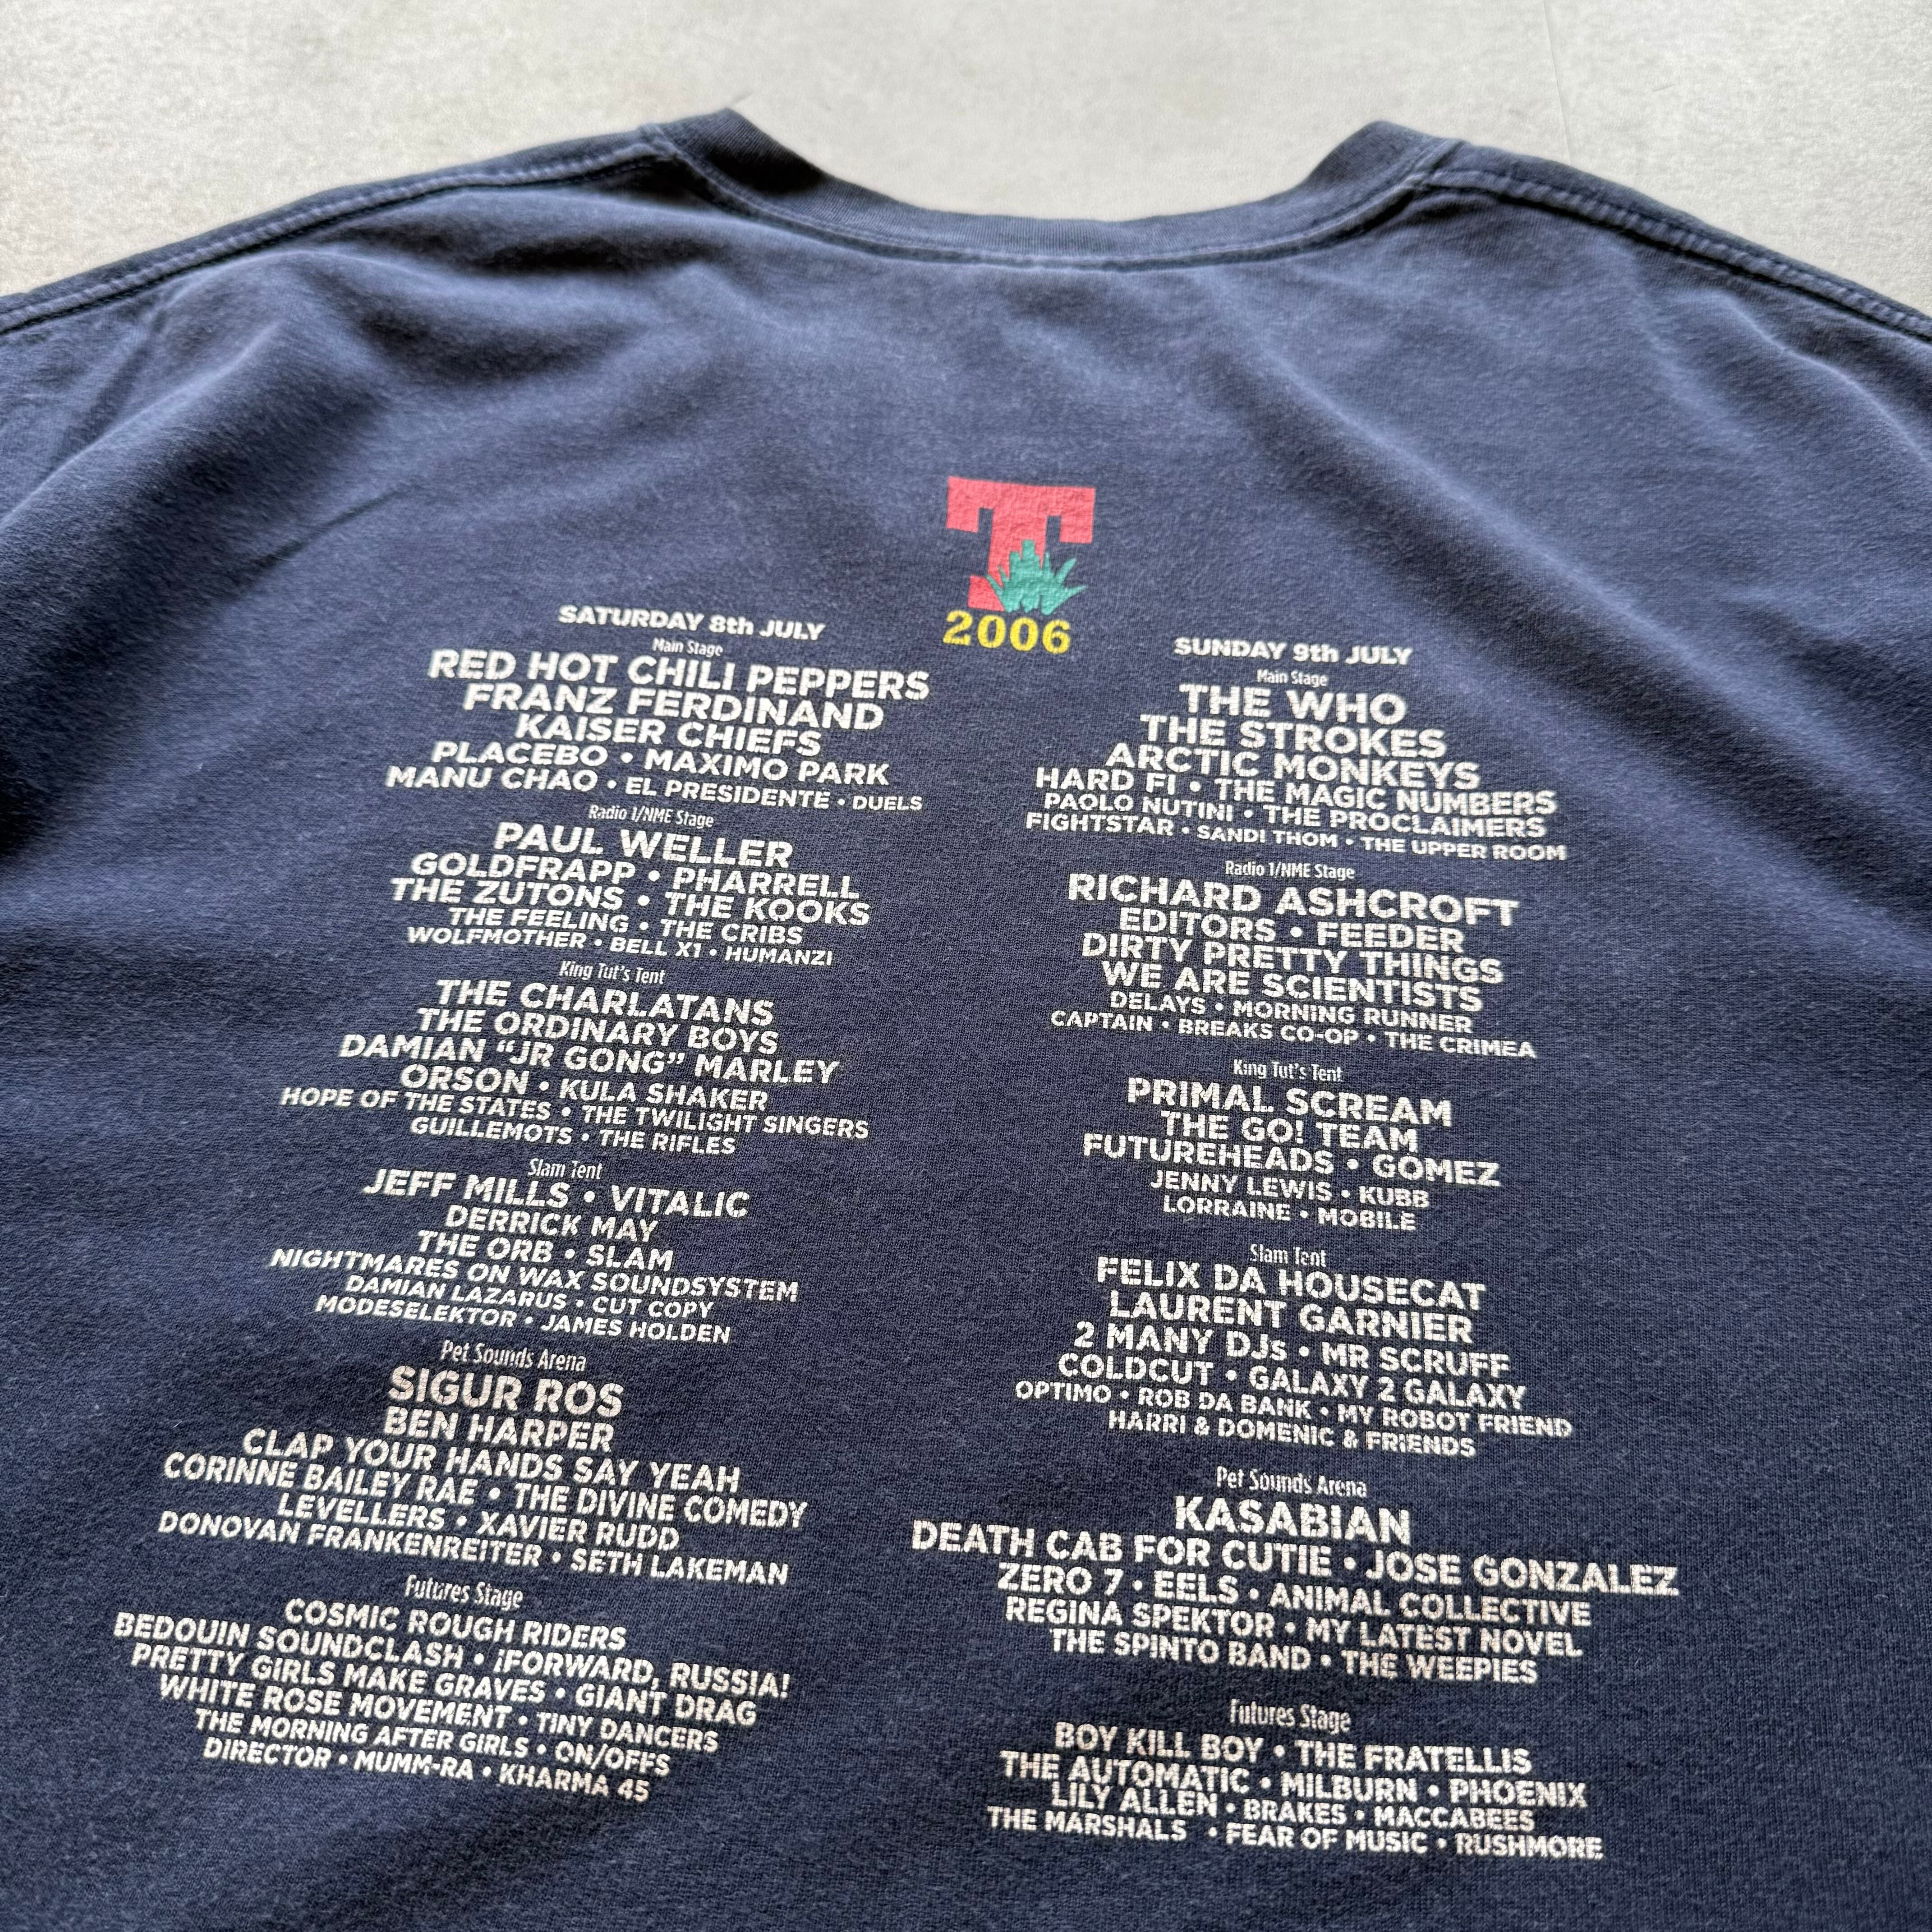 T
2006
SATURDAY 8th JULY
Main Stage
RED HOT CHILI PEPPERS
FRANZ FERDINAND
KAISER CHIEFS
PLACEBO • MAXIMO PARK
MANU CHAO • EL PRESIDENTE • DUELS
Radio 1/NME Stage
PAUL WELLER
GOLDFRAPP • PHARRELL
THE ZUTONS • THE KOOKS
THE FEELING • THE CRIBS
WOLFMOTHER • BELL X1 • HUMANZI
King Tut's Tent
THE CHARLATANS
THE ORDINARY BOYS
DAMIAN “JR GONG” MARLEY
ORSON • KULA SHAKER
HOPE OF THE STATES • THE TWILIGHT SINGERS
GUILLEMOTS • THE RIFLES
Slam Tent
JEFF MILLS • VITALIC
DERRICK MAY
THE ORB • SLAM
NIGHTMARES ON WAX SOUNDSYSTEM
DAMIAN LAZARUS • CUT COPY
MODESELEKTOR • JAMES HOLDEN
Pet Sounds Arena
SIGUR ROS
BEN HARPER
CLAP YOUR HANDS SAY YEAH
CORINNE BAILEY RAE • THE DIVINE COMEDY
LEVELLERS • XAVIER RUDD
DONOVAN FRANKENREITER • SETH LAKEMAN
Futures Stage
COSMIC ROUGH RIDERS
BEDOUIN SOUNDCLASH • ¡FORWARD, RUSSIA!
PRETTY GIRLS MAKE GRAVES • GIANT DRAG
WHITE ROSE MOVEMENT • TINY DANCERS
THE MORNING AFTER GIRLS • ON/OFFS
DIRECTOR • MUMM-RA • KHARMA 45
SUNDAY 9th JULY
Main Stage
THE WHO
THE STROKES
ARCTIC MONKEYS
HARD FI • THE MAGIC NUMBERS
PAOLO NUTINI • THE PROCLAIMERS
FIGHTSTAR • SANDI THOM • THE UPPER ROOM
Radio 1/NME Stage
RICHARD ASHCROFT
EDITORS • FEEDER
DIRTY PRETTY THINGS
WE ARE SCIENTISTS
DELAYS • MORNING RUNNER
CAPTAIN • BREAKS CO-OP • THE CRIMEA
King Tut's Tent
PRIMAL SCREAM
THE GO! TEAM
FUTUREHEADS • GOMEZ
JENNY LEWIS • KUBB
LORRAINE • MOBILE
Slam Tent
FELIX DA HOUSECAT
LAURENT GARNIER
2 MANY DJs • MR SCRUFF
COLDCUT • GALAXY 2 GALAXY
OPTIMO • ROB DA BANK • MY ROBOT FRIEND
HARRI & DOMENIC & FRIENDS
Pet Sounds Arena
KASABIAN
DEATH CAB FOR CUTIE • JOSE GONZALEZ
ZERO 7 • EELS • ANIMAL COLLECTIVE
REGINA SPEKTOR • MY LATEST NOVEL
THE SPINTO BAND • THE WEEPIES
Futures Stage
BOY KILL BOY • THE FRATELLIS
THE AUTOMATIC • MILBURN • PHOENIX
LILY ALLEN • BRAKES • MACCABEES
THE MARSHALS • FEAR OF MUSIC • RUSHMORE